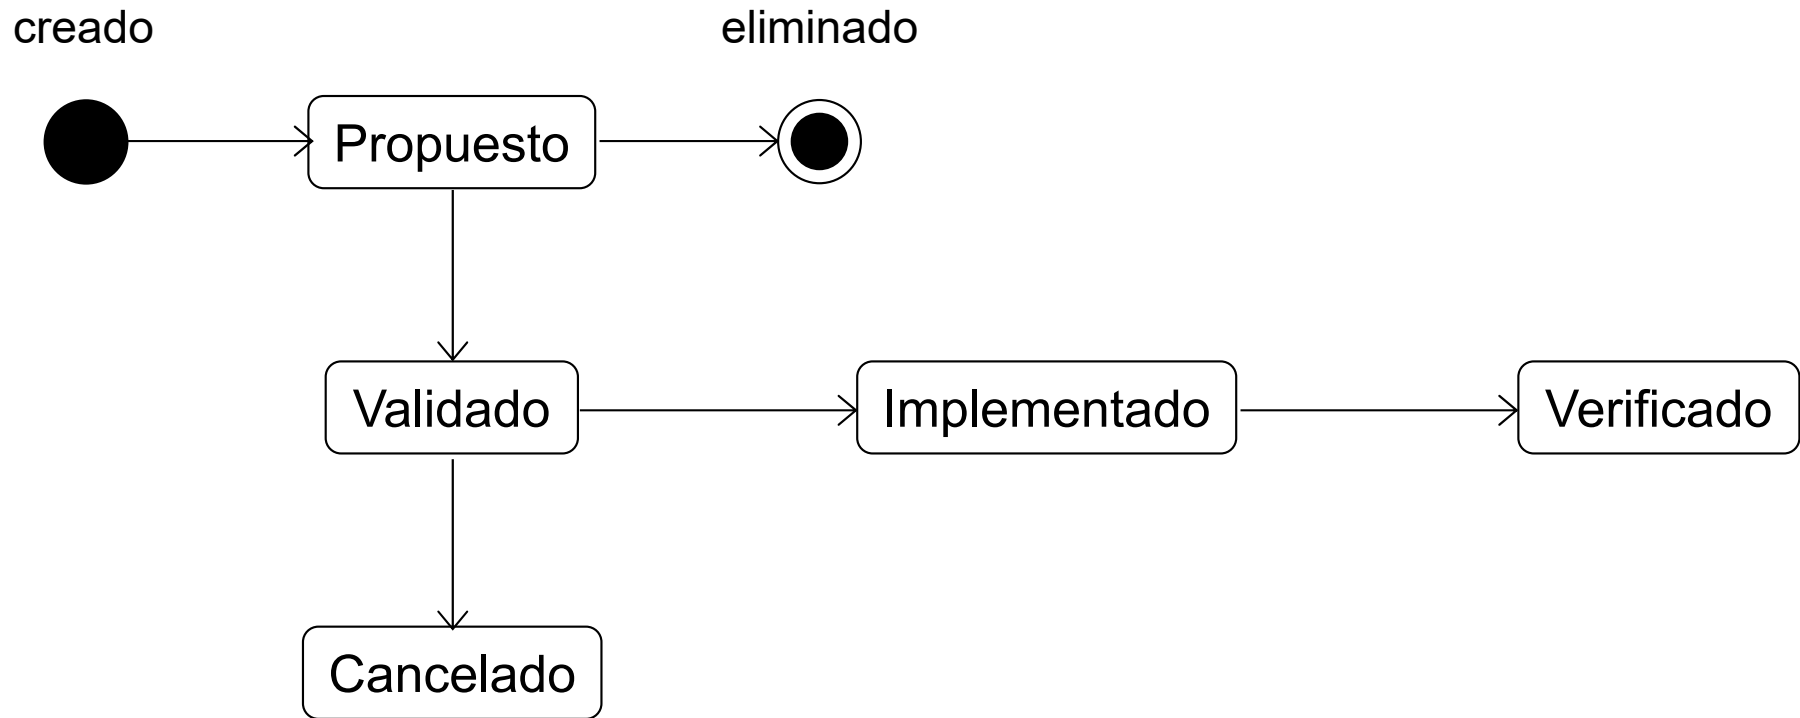 creado
eliminado
Propuesto
Validado
Implementado
Verificado
Cancelado